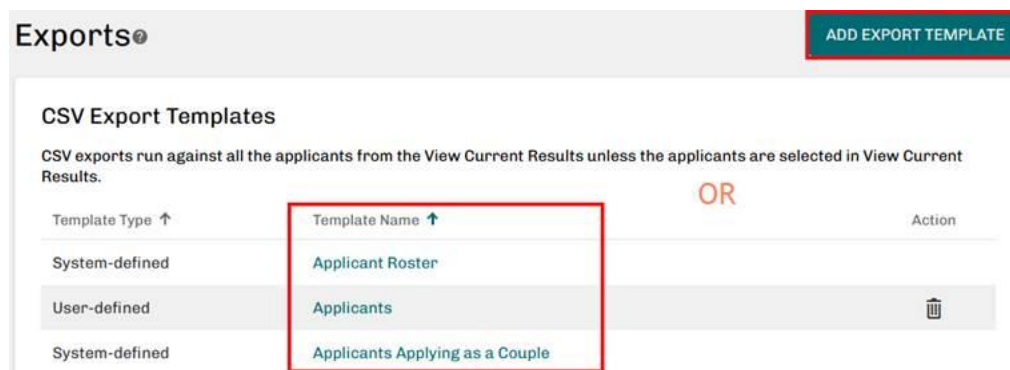 Exports
ADD EXPORT TEMPLATE
CSV Export Templates
CSV exports run against all the applicants from the View Current Results unless the applicants are selected in View Current
Results.
OR
Template Type ↑ Template Name ↑ Action
System-defined Applicant Roster
User-defined Applicants
System-defined Applicants Applying as a Couple